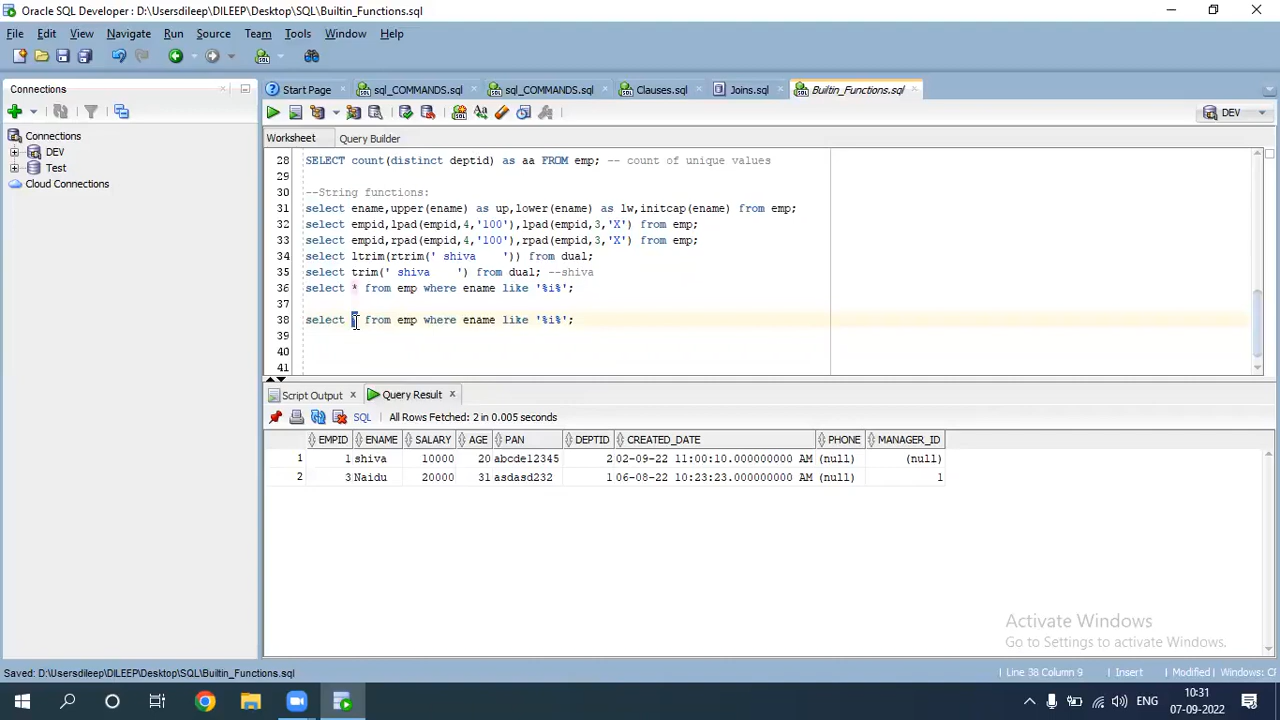 Oracle SQL Developer : D:\Usersdileep\DILEEP\Desktop\SQL\Builtin_Functions.sql
File Edit View Navigate Run Source Team Tools Window Help
Connections
Start Page sql_COMMANDS.sql sql_COMMANDS.sql Clauses.sql Joins.sql Builtin_Functions.sql
DEV
Connections
DEV
Test
Cloud Connections
Worksheet Query Builder
28 SELECT count(distinct deptid) as aa FROM emp; -- count of unique values
29
30 --String functions:
31 select ename,upper(ename) as up,lower(ename) as lw,initcap(ename) from emp;
32 select empid,lpad(empid,4,'100'),lpad(empid,3,'X') from emp;
33 select empid,rpad(empid,4,'100'),rpad(empid,3,'X') from emp;
34 select ltrim(rtrim(' shiva    ')) from dual;
35 select trim(' shiva    ') from dual; --shiva
36 select * from emp where ename like '%i%';
37
38 select * from emp where ename like '%i%';
39
40
41
Script Output Query Result
SQL All Rows Fetched: 2 in 0.005 seconds
EMPID ENAME SALARY AGE PAN DEPTID CREATED_DATE PHONE MANAGER_ID
1 1 shiva 10000 20 abcde12345 2 02-09-22 11:00:10.000000000 AM (null) (null)
2 3 Naidu 20000 31 asdasd232 1 06-08-22 10:23:23.000000000 AM (null) 1
Activate Windows
Go to Settings to activate Windows.
Saved: D:\Usersdileep\DILEEP\Desktop\SQL\Builtin_Functions.sql
Line 38 Column 9 Insert Modified Windows: C
ENG
10:31
07-09-2022